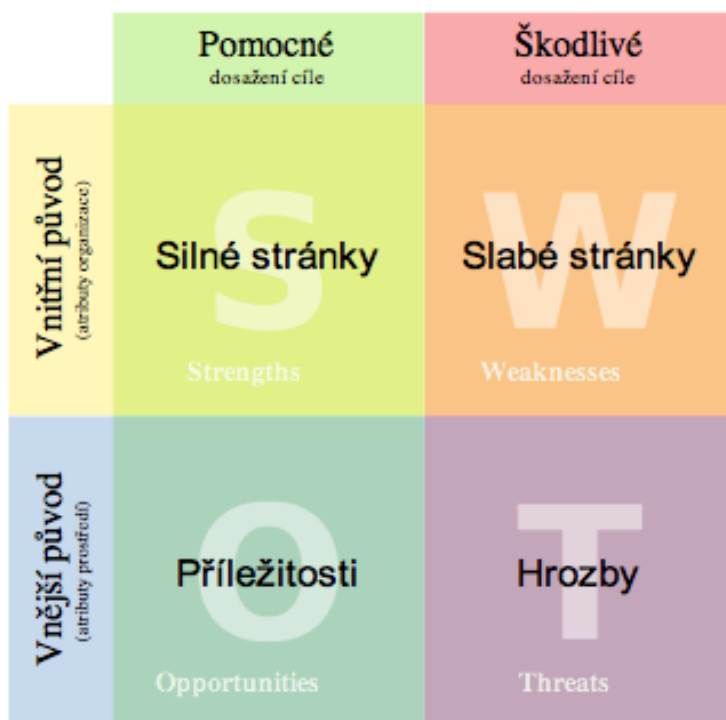 Pomocné
dosažení cíle
Škodlivé
dosažení cíle
Vnitřní původ
(atributy organizace)
S
Silné stránky
Strengths
W
Slabé stránky
Weaknesses
Vnější původ
(atributy prostředí)
O
Příležitosti
Opportunities
T
Hrozby
Threats